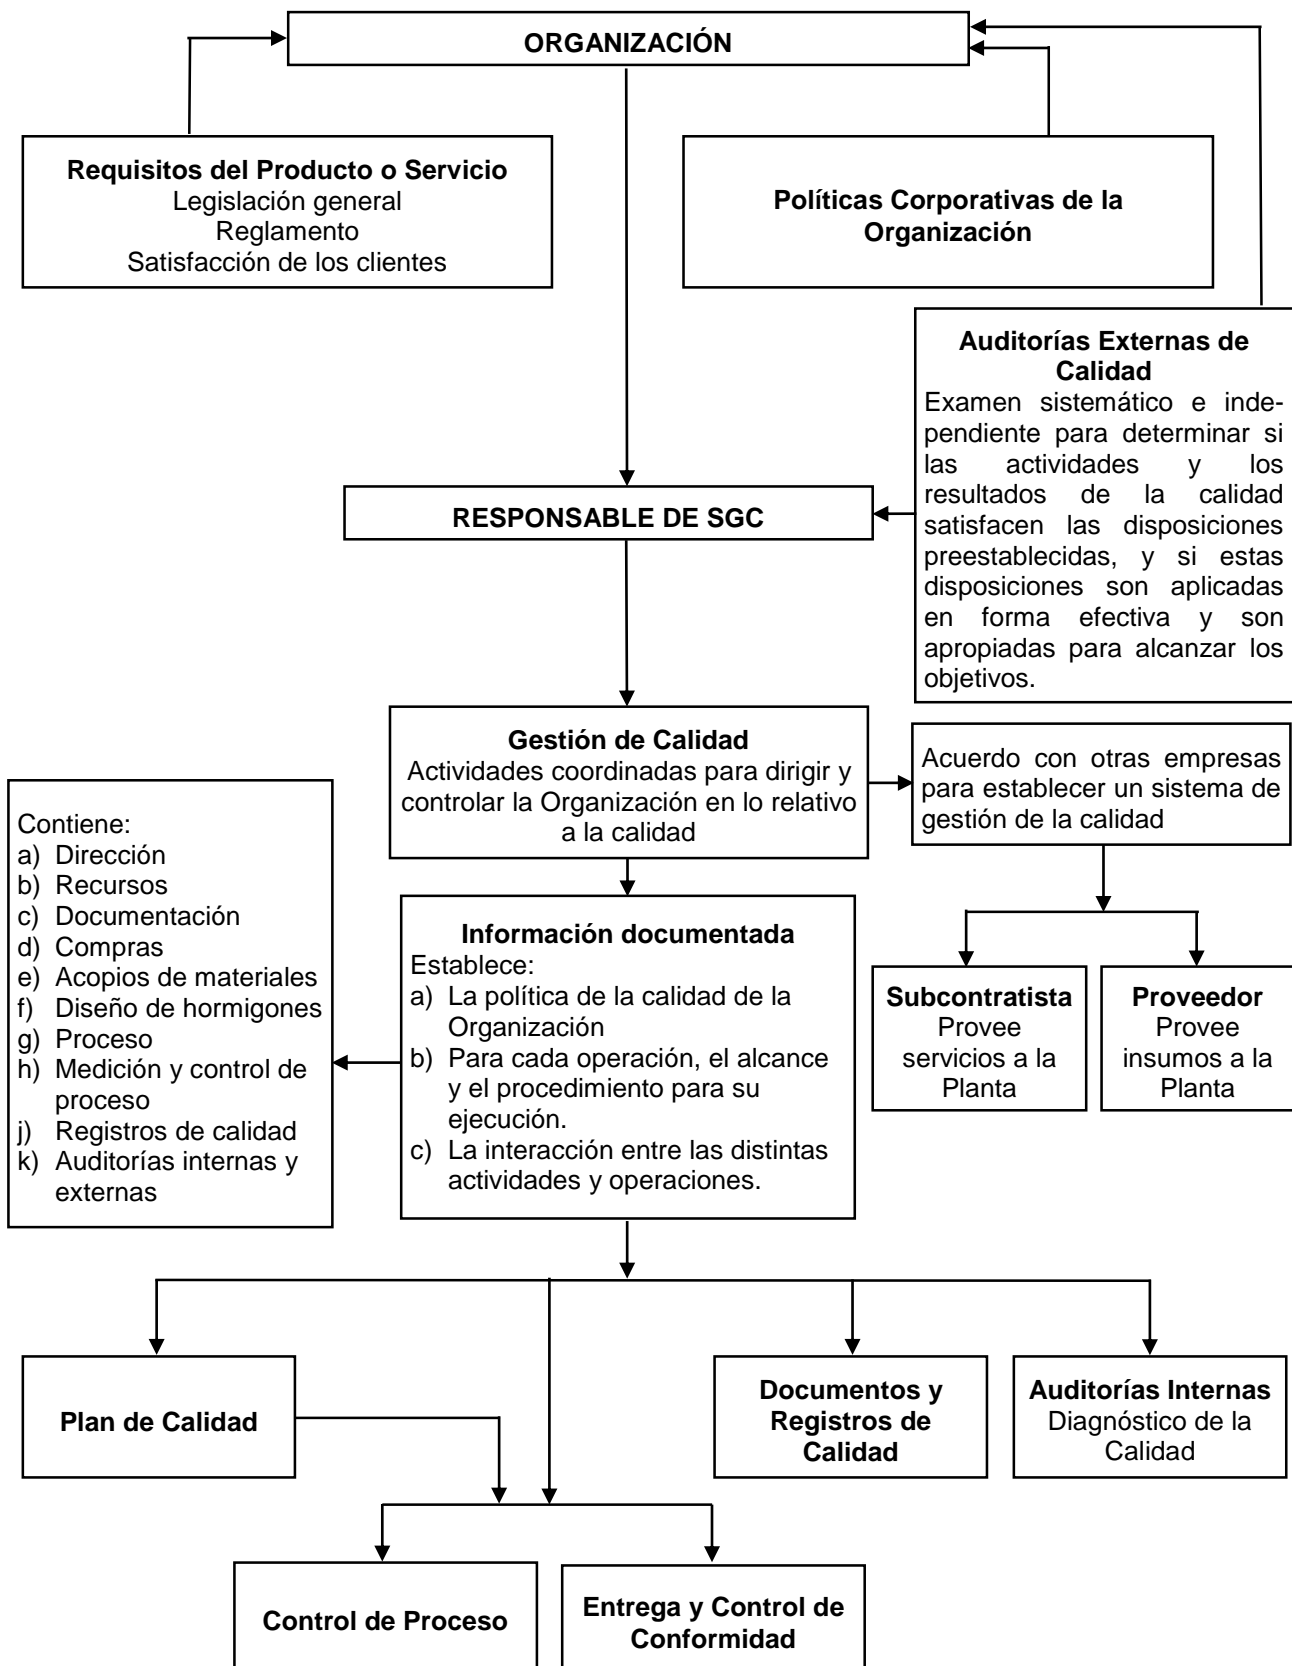 ORGANIZACIÓN
Requisitos del Producto o Servicio
Legislación general
Reglamento
Satisfacción de los clientes
Políticas Corporativas de la
Organización
Auditorías Externas de
Calidad
Examen sistemático e inde-
pendiente para determinar si
las actividades y los
resultados de la calidad
satisfacen las disposiciones
preestablecidas, y si estas
disposiciones son aplicadas
en forma efectiva y son
apropiadas para alcanzar los
objetivos.
RESPONSABLE DE SGC
Gestión de Calidad
Actividades coordinadas para dirigir y
controlar la Organización en lo relativo
a la calidad
Acuerdo con otras empresas
para establecer un sistema de
gestión de la calidad
Contiene:
a) Dirección
b) Recursos
c) Documentación
d) Compras
e) Acopios de materiales
f) Diseño de hormigones
g) Proceso
h) Medición y control de
proceso
j) Registros de calidad
k) Auditorías internas y
externas
Información documentada
Establece:
a) La política de la calidad de la
Organización
b) Para cada operación, el alcance
y el procedimiento para su
ejecución.
c) La interacción entre las distintas
actividades y operaciones.
Subcontratista
Provee
servicios a la
Planta
Proveedor
Provee
insumos a la
Planta
Plan de Calidad
Documentos y
Registros de
Calidad
Auditorías Internas
Diagnóstico de la
Calidad
Control de Proceso
Entrega y Control de
Conformidad